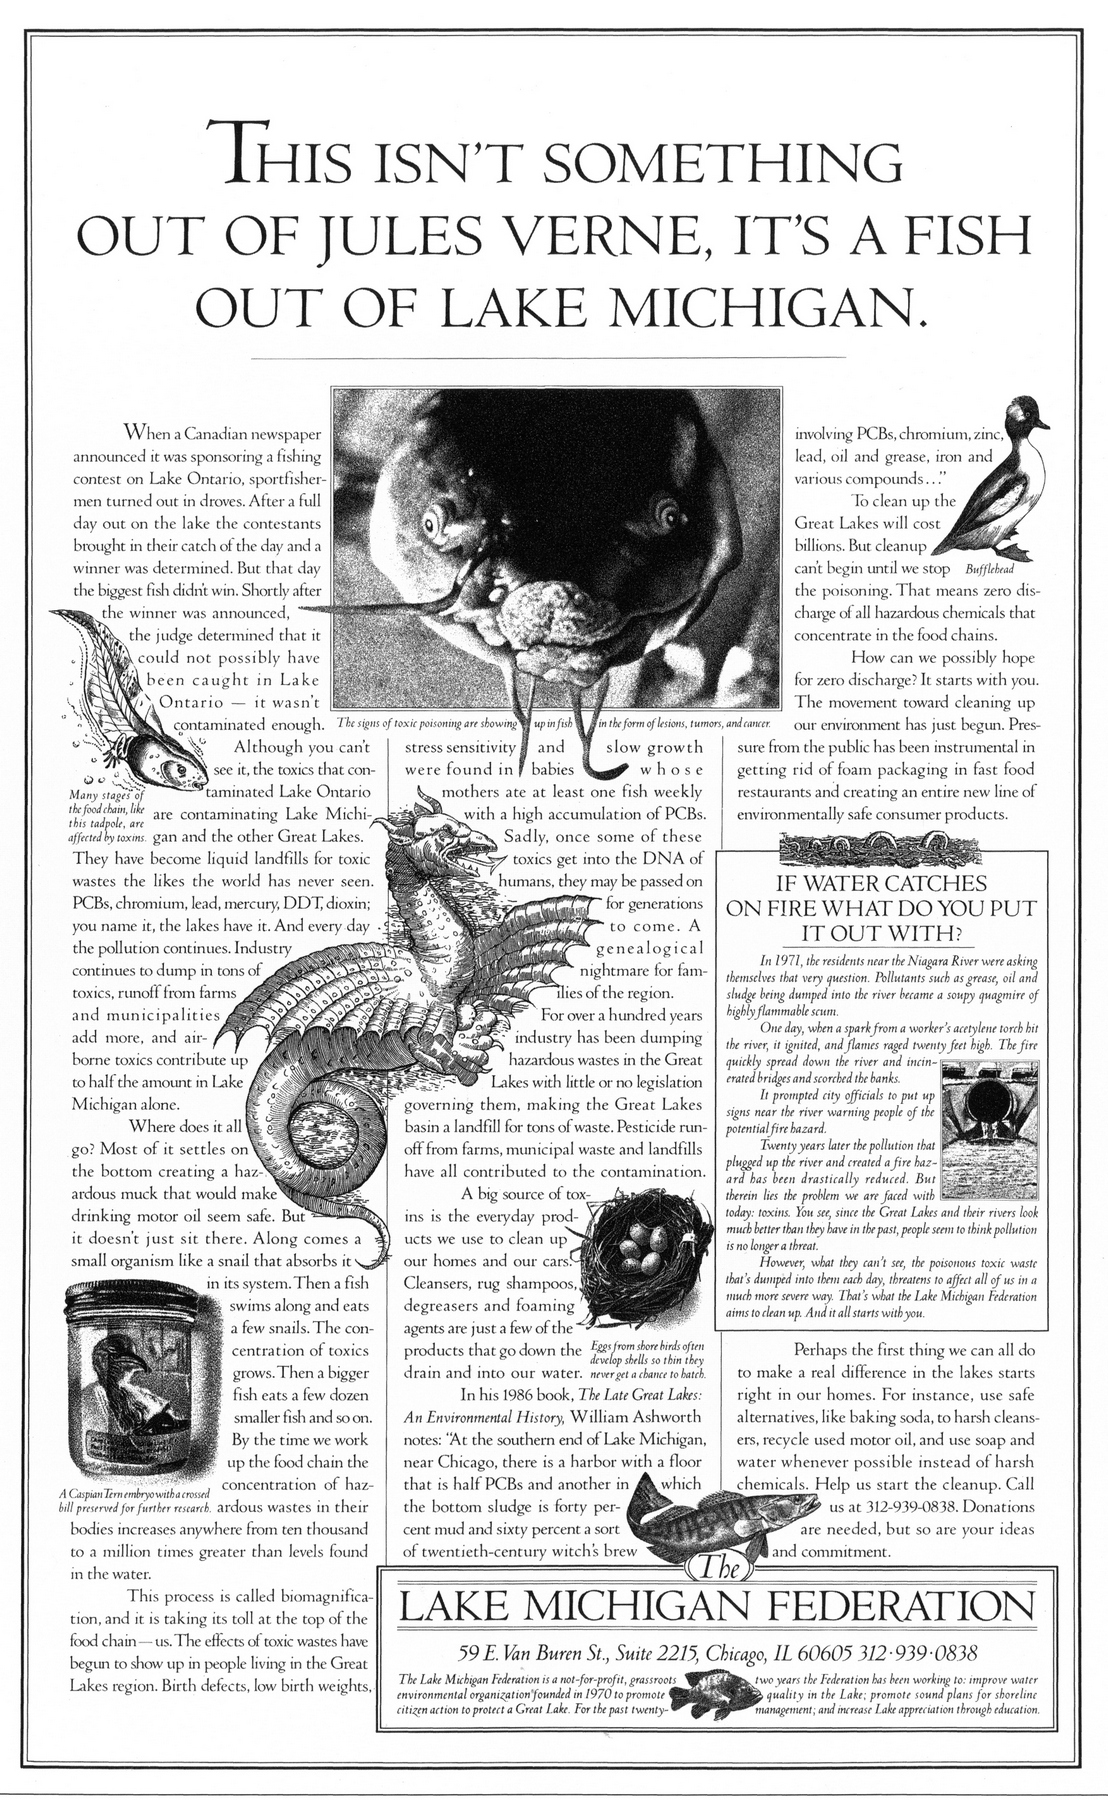 THIS ISN'T SOMETHING
OUT OF JULES VERNE, IT'S A FISH
OUT OF LAKE MICHIGAN.
When a Canadian newspaper
announced it was sponsoring a fishing
contest on Lake Ontario, sportfisher-
men turned out in droves. After a full
day out on the lake the contestants
brought in their catch of the day and a
winner was determined. But that day
the biggest fish didn't win. Shortly after
the winner was announced,
the judge determined that it
could not possibly have
been caught in Lake
Ontario — it wasn't
contaminated enough.
Although you can't
see it, the toxics that con-
taminated Lake Ontario
are contaminating Lake Michi-
gan and the other Great Lakes.
They have become liquid landfills for toxic
wastes the likes the world has never seen.
PCBs, chromium, lead, mercury, DDT, dioxin;
you name it, the lakes have it. And every day
the pollution continues. Industry
continues to dump in tons of
toxics, runoff from farms
and municipalities
add more, and air-
borne toxics contribute up
to half the amount in Lake
Michigan alone.
Where does it all
go? Most of it settles on
the bottom creating a haz-
ardous muck that would make
drinking motor oil seem safe. But
it doesn't just sit there. Along comes a
small organism like a snail that absorbs it
in its system. Then a fish
swims along and eats
a few snails. The con-
centration of toxics
grows. Then a bigger
fish eats a few dozen
smaller fish and so on.
By the time we work
up the food chain the
concentration of haz-
ardous wastes in their
bodies increases anywhere from ten thousand
to a million times greater than levels found
in the water.
This process is called biomagnifica-
tion, and it is taking its toll at the top of the
food chain — us. The effects of toxic wastes have
begun to show up in people living in the Great
Lakes region. Birth defects, low birth weights,
Many stages of
the food chain, like
this tadpole, are
affected by toxins.
A Caspian Tern embryo with a crossed
bill preserved for further research.
The signs of toxic poisoning are showing up in fish in the form of lesions, tumors, and cancer.
stress sensitivity and slow growth
were found in babies whose
mothers ate at least one fish weekly
with a high accumulation of PCBs.
Sadly, once some of these
toxics get into the DNA of
humans, they may be passed on
for generations
to come. A
genealogical
nightmare for fam-
ilies of the region.
For over a hundred years
industry has been dumping
hazardous wastes in the Great
Lakes with little or no legislation
governing them, making the Great Lakes
basin a landfill for tons of waste. Pesticide run-
off from farms, municipal waste and landfills
have all contributed to the contamination.
A big source of tox-
ins is the everyday prod-
ucts we use to clean up
our homes and our cars.
Cleansers, rug shampoos,
degreasers and foaming
agents are just a few of the
products that go down the
drain and into our water.
In his 1986 book, The Late Great Lakes:
An Environmental History, William Ashworth
notes: "At the southern end of Lake Michigan,
near Chicago, there is a harbor with a floor
that is half PCBs and another in which
the bottom sludge is forty per-
cent mud and sixty percent a sort
of twentieth-century witch's brew
Eggs from shore birds often
develop shells so thin they
never get a chance to hatch.
involving PCBs, chromium, zinc,
lead, oil and grease, iron and
various compounds..."
To clean up the
Great Lakes will cost
billions. But cleanup
can't begin until we stop
the poisoning. That means zero dis-
charge of all hazardous chemicals that
concentrate in the food chains.
How can we possibly hope
for zero discharge? It starts with you.
The movement toward cleaning up
our environment has just begun. Pres-
sure from the public has been instrumental in
getting rid of foam packaging in fast food
restaurants and creating an entire new line of
environmentally safe consumer products.
Bufflehead
IF WATER CATCHES
ON FIRE WHAT DO YOU PUT
IT OUT WITH?
In 1971, the residents near the Niagara River were asking
themselves that very question. Pollutants such as grease, oil and
sludge being dumped into the river became a soupy quagmire of
highly flammable scum.
One day, when a spark from a worker's acetylene torch hit
the river, it ignited, and flames raged twenty feet high. The fire
quickly spread down the river and incin-
erated bridges and scorched the banks.
It prompted city officials to put up
signs near the river warning people of the
potential fire hazard.
Twenty years later the pollution that
plugged up the river and created a fire haz-
ard has been drastically reduced. But
therein lies the problem we are faced with
today: toxins. You see, since the Great Lakes and their rivers look
much better than they have in the past, people seem to think pollution
is no longer a threat.
However, what they can't see, the poisonous toxic waste
that's dumped into them each day, threatens to affect all of us in a
much more severe way. That's what the Lake Michigan Federation
aims to clean up. And it all starts with you.
Perhaps the first thing we can all do
to make a real difference in the lakes starts
right in our homes. For instance, use safe
alternatives, like baking soda, to harsh cleans-
ers, recycle used motor oil, and use soap and
water whenever possible instead of harsh
chemicals. Help us start the cleanup. Call
us at 312-939-0838. Donations
are needed, but so are your ideas
and commitment.
The
LAKE MICHIGAN FEDERATION
59 E. Van Buren St., Suite 2215, Chicago, IL 60605 312·939·0838
The Lake Michigan Federation is a not-for-profit, grassroots
environmental organization founded in 1970 to promote
citizen action to protect a Great Lake. For the past twenty-
two years the Federation has been working to: improve water
quality in the Lake; promote sound plans for shoreline
management; and increase Lake appreciation through education.